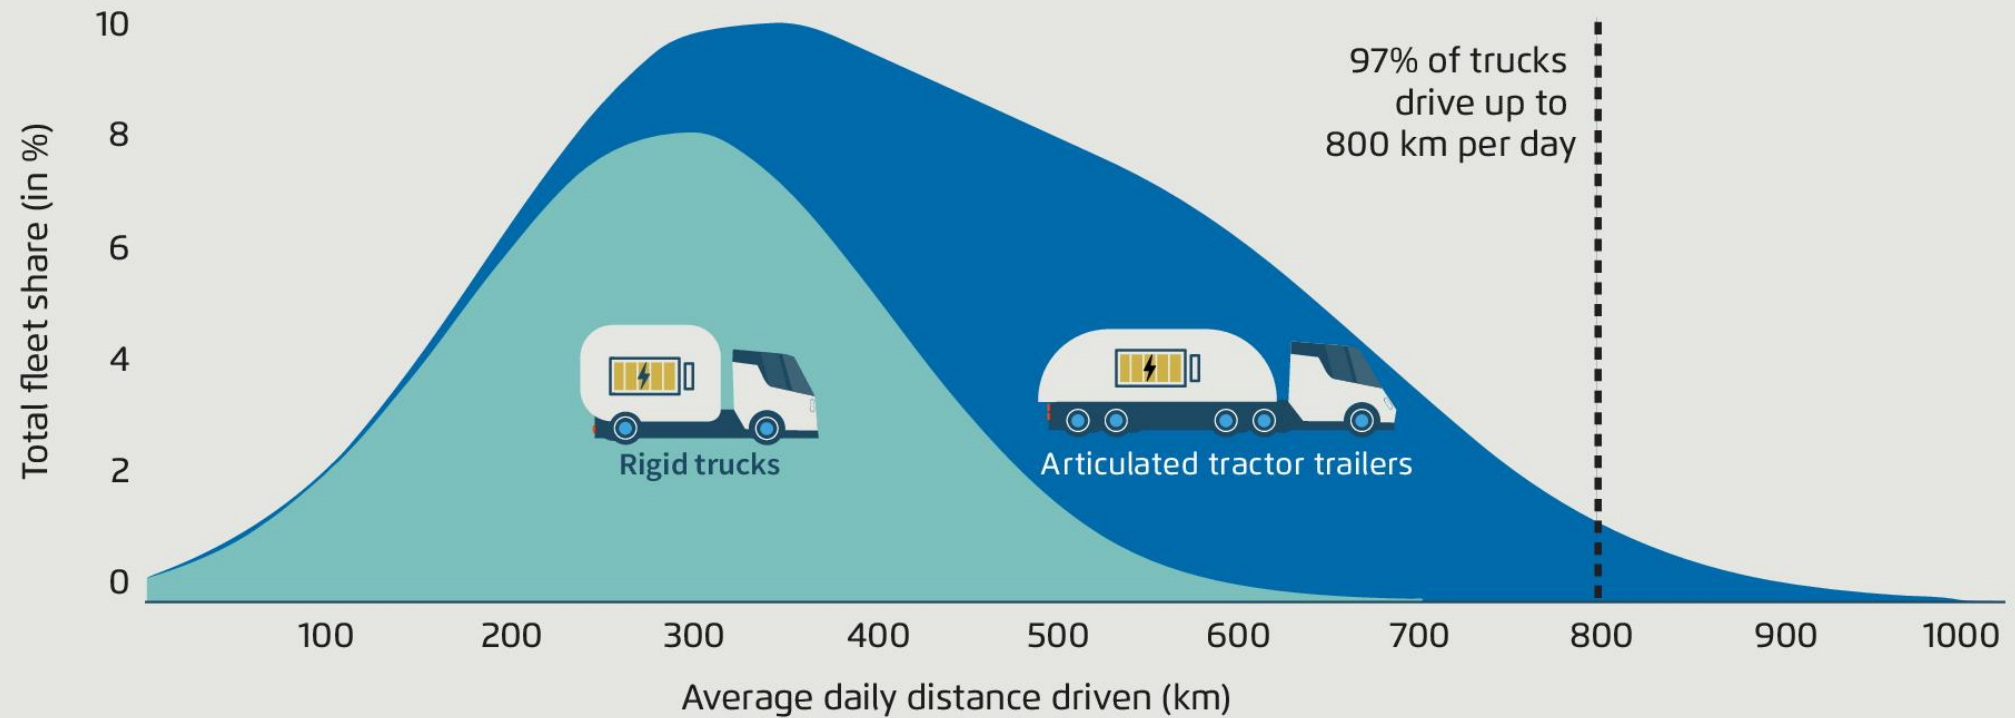 10
8
6
4
2
0
Total fleet share (in %)
97% of trucks
drive up to
800 km per day
Rigid trucks
Articulated tractor trailers
100 200 300 400 500 600 700 800 900 1000
Average daily distance driven (km)